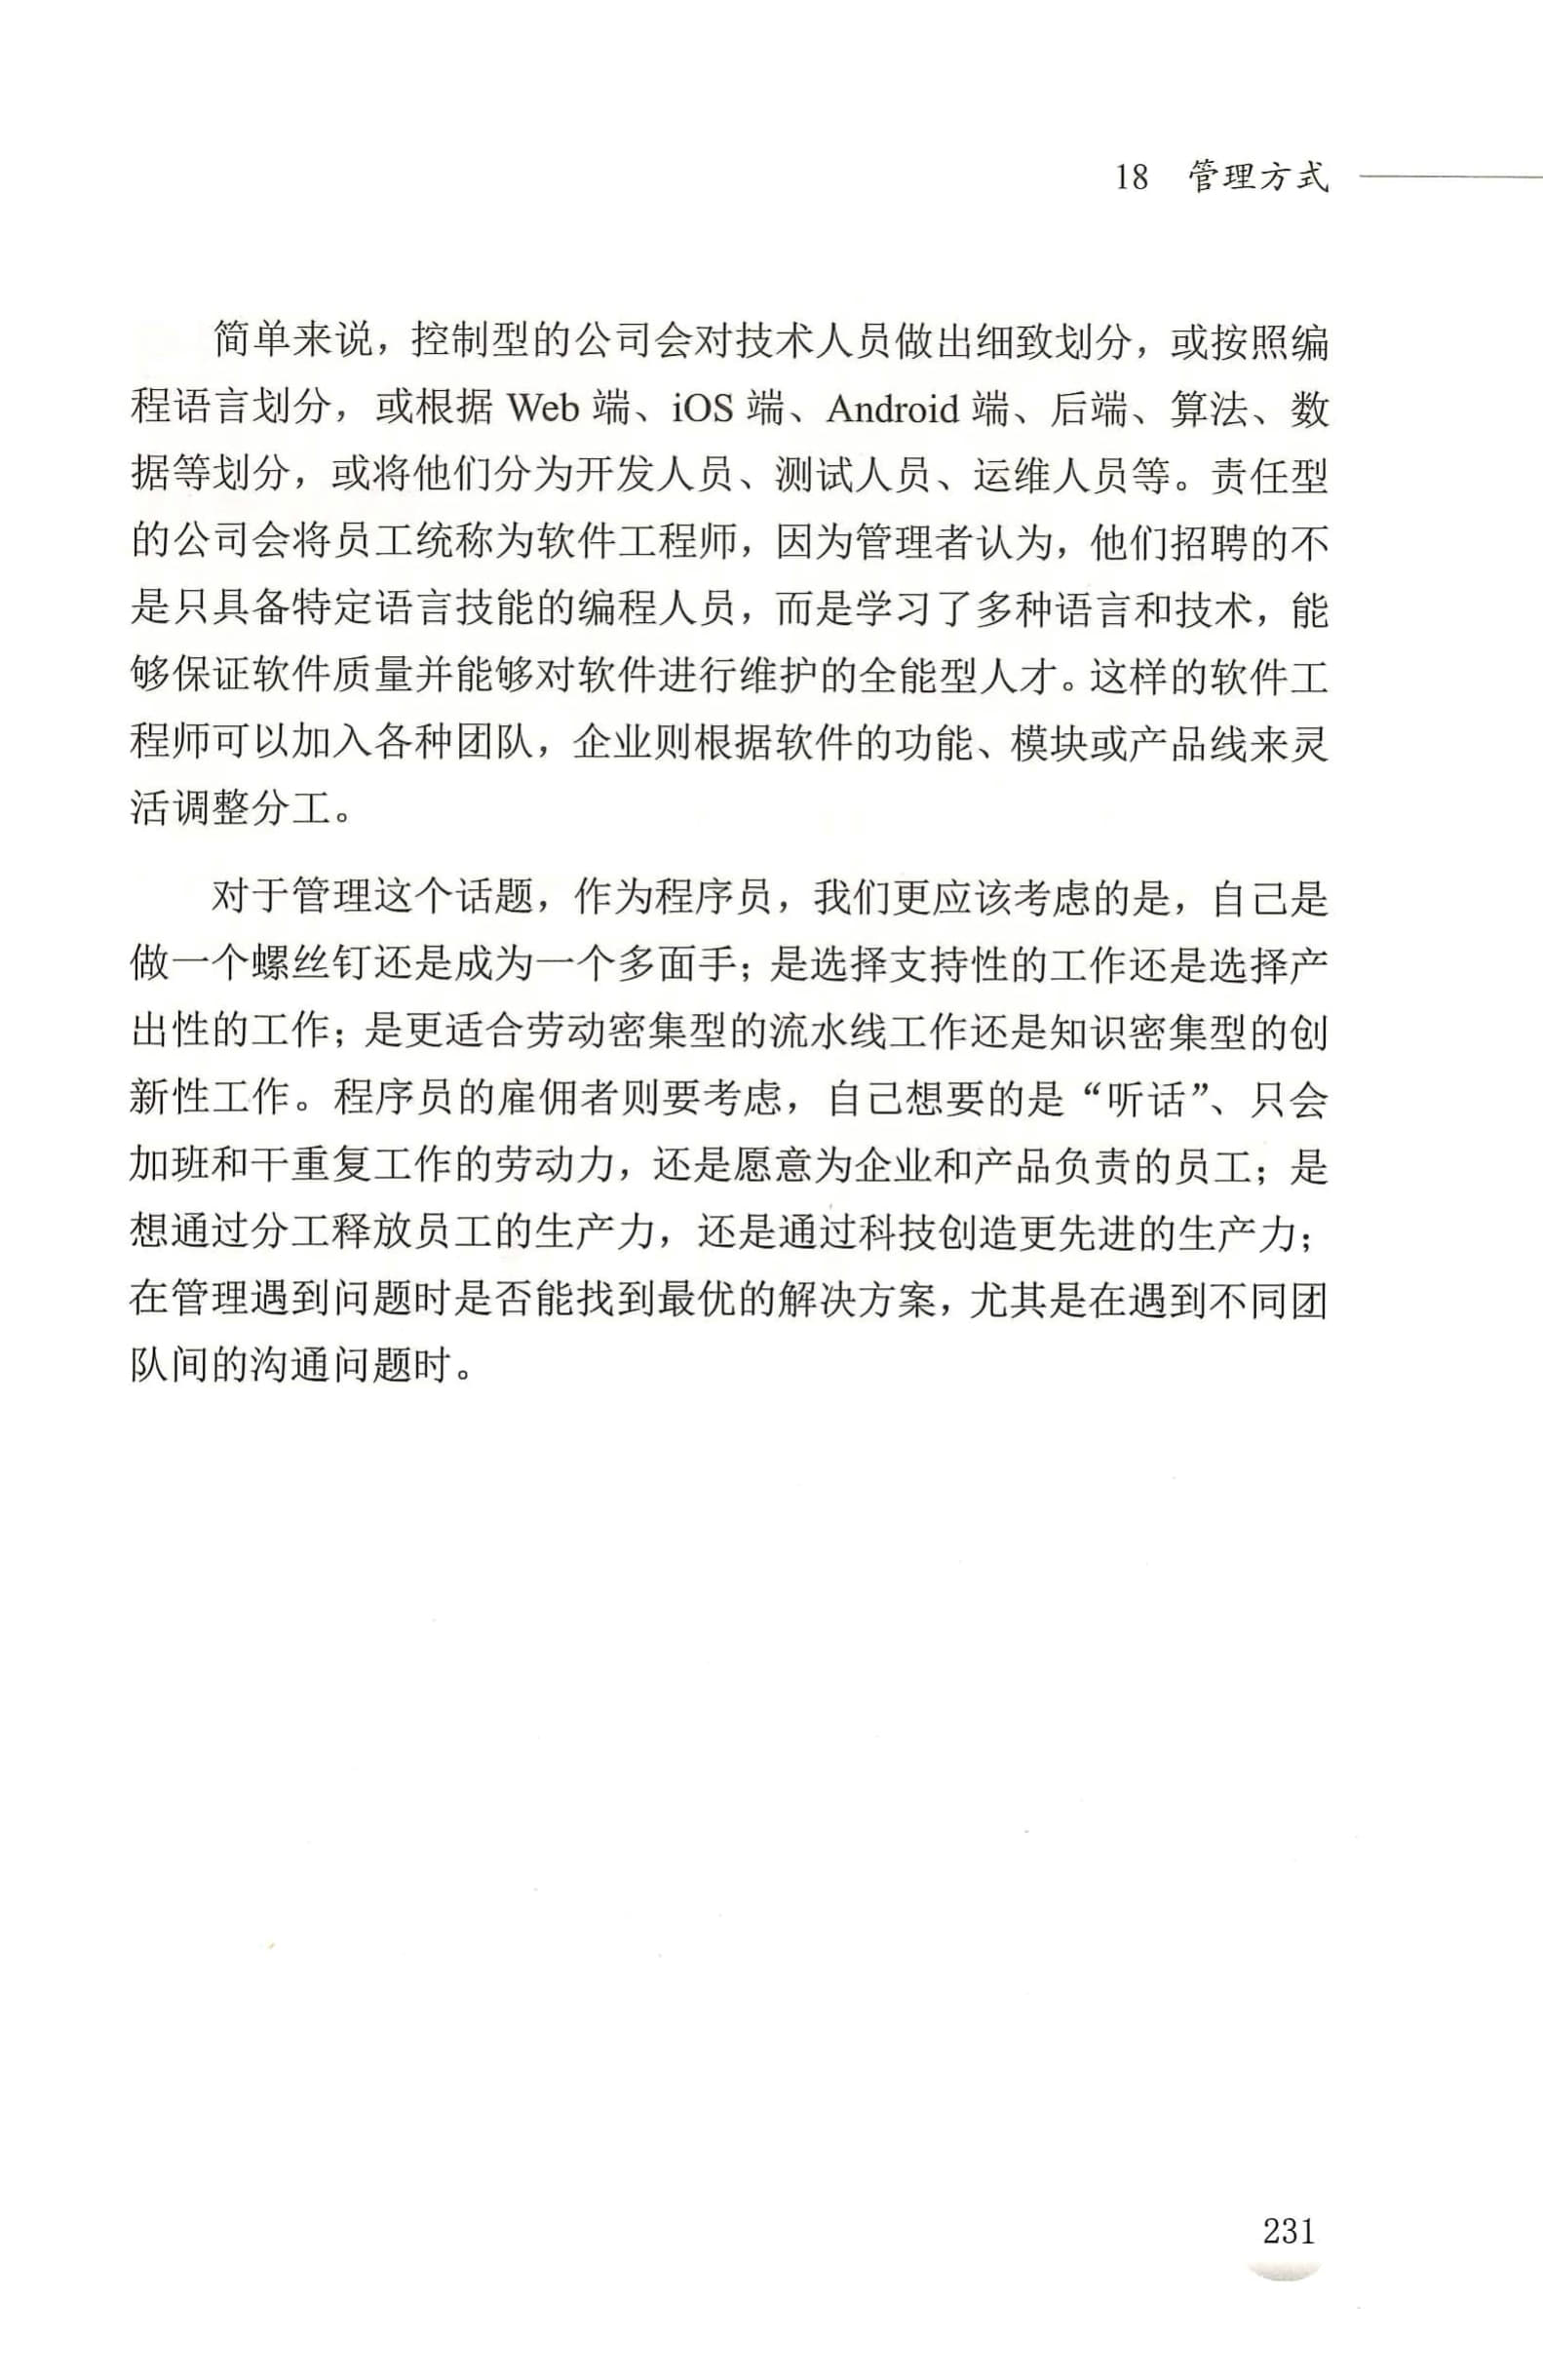 18 管理方式
简单来说，控制型的公司会对技术人员做出细致划分，或按照编
程语言划分，或根据 Web 端、iOS 端、Android 端、后端、算法、数
据等划分，或将他们分为开发人员、测试人员、运维人员等。责任型
的公司会将员工统称为软件工程师，因为管理者认为，他们招聘的不
是只具备特定语言技能的编程人员，而是学习了多种语言和技术，能
够保证软件质量并能够对软件进行维护的全能型人才。这样的软件工
程师可以加入各种团队，企业则根据软件的功能、模块或产品线来灵
活调整分工。
对于管理这个话题，作为程序员，我们更应该考虑的是，自己是
做一个螺丝钉还是成为一个多面手；是选择支持性的工作还是选择产
出性的工作；是更适合劳动密集型的流水线工作还是知识密集型的创
新性工作。程序员的雇佣者则要考虑，自己想要的是“听话”、只会
加班和干重复工作的劳动力，还是愿意为企业和产品负责的员工；是
想通过分工释放员工的生产力，还是通过科技创造更先进的生产力；
在管理遇到问题时是否能找到最优的解决方案，尤其是在遇到不同团
队间的沟通问题时。
231